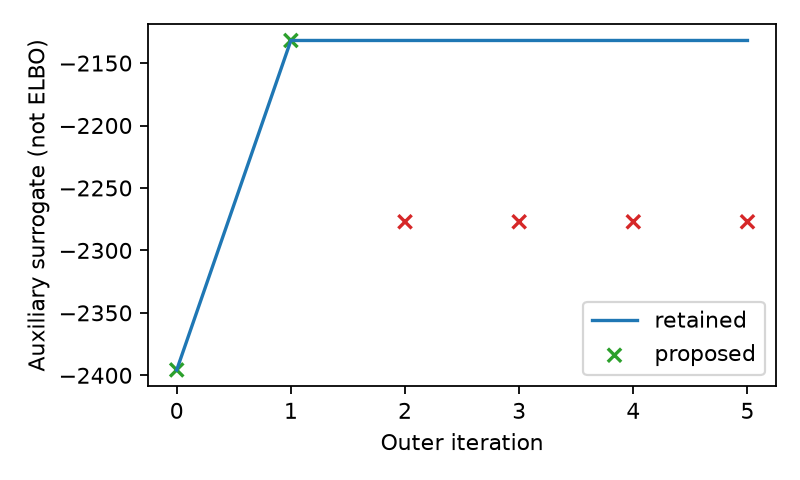 Auxiliary surrogate (not ELBO)
−2150
−2200
−2250
−2300
−2350
−2400
0 1 2 3 4 5
Outer iteration
retained
proposed